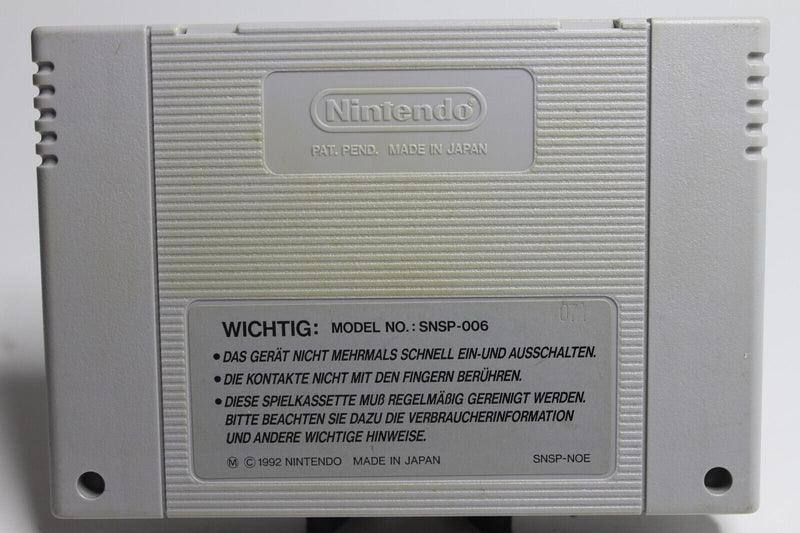 Nintendo®
PAT. PEND. MADE IN JAPAN
071
WICHTIG: MODEL NO.: SNSP-006
• DAS GERÄT NICHT MEHRMALS SCHNELL EIN-UND AUSSCHALTEN.
• DIE KONTAKTE NICHT MIT DEN FINGERN BERÜHREN.
• DIESE SPIELKASSETTE MUß REGELMÄßIG GEREINIGT WERDEN.
BITTE BEACHTEN SIE DAZU DIE VERBRAUCHERINFORMATION
UND ANDERE WICHTIGE HINWEISE.
Ⓜ © 1992 NINTENDO MADE IN JAPAN SNSP-NOE